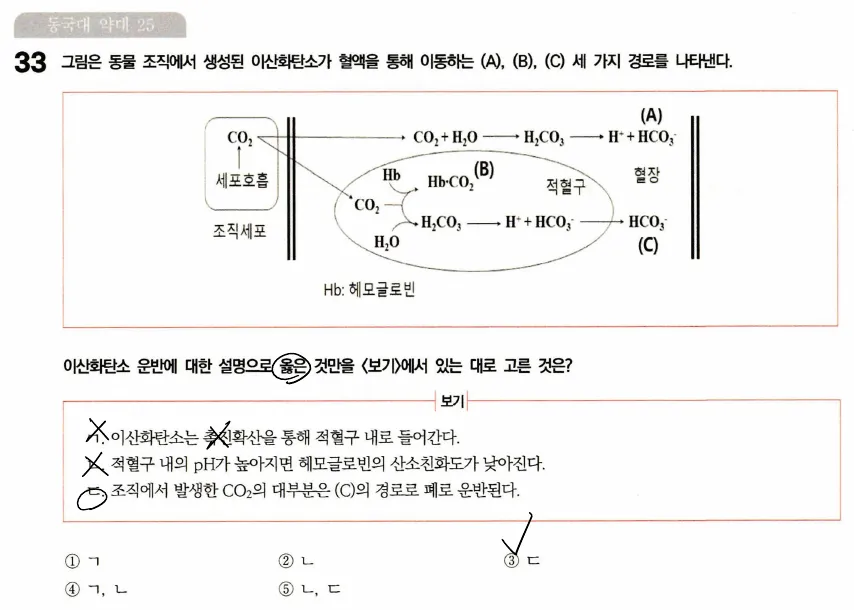 동국대 약대 25
33 그림은 동물 조직에서 생성된 이산화탄소가 혈액을 통해 이동하는 (A), (B), (C) 세 가지 경로를 나타낸다.
(A)
CO₂ CO₂ + H₂O H₂CO₃ H⁺ + HCO₃⁻
세포호흡 Hb Hb·CO₂ (B) 적혈구 혈장
CO₂
조직세포 H₂CO₃ H⁺ + HCO₃⁻ HCO₃⁻
H₂O (C)
Hb: 헤모글로빈
이산화탄소 운반에 대한 설명으로 옳은 것만을 〈보기〉에서 있는 대로 고른 것은?
보기
ㄱ. 이산화탄소는 촉진확산을 통해 적혈구 내로 들어간다.
ㄴ. 적혈구 내의 pH가 높아지면 헤모글로빈의 산소친화도가 낮아진다.
ㄷ. 조직에서 발생한 CO₂의 대부분은 (C)의 경로로 폐로 운반된다.
① ㄱ ② ㄴ ③ ㄷ
④ ㄱ, ㄴ ⑤ ㄴ, ㄷ